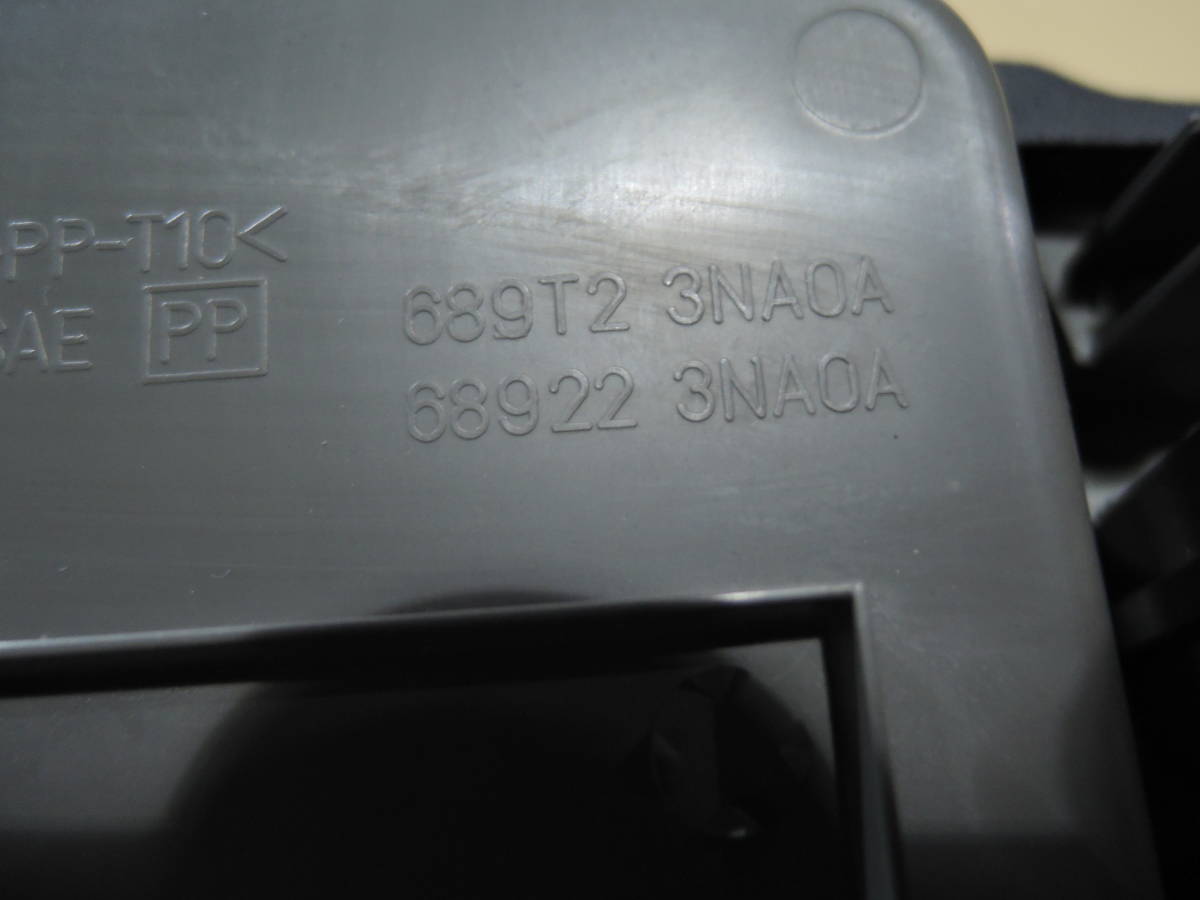 PP-T10<
SAE PP
689T2 3NA0A
68922 3NA0A